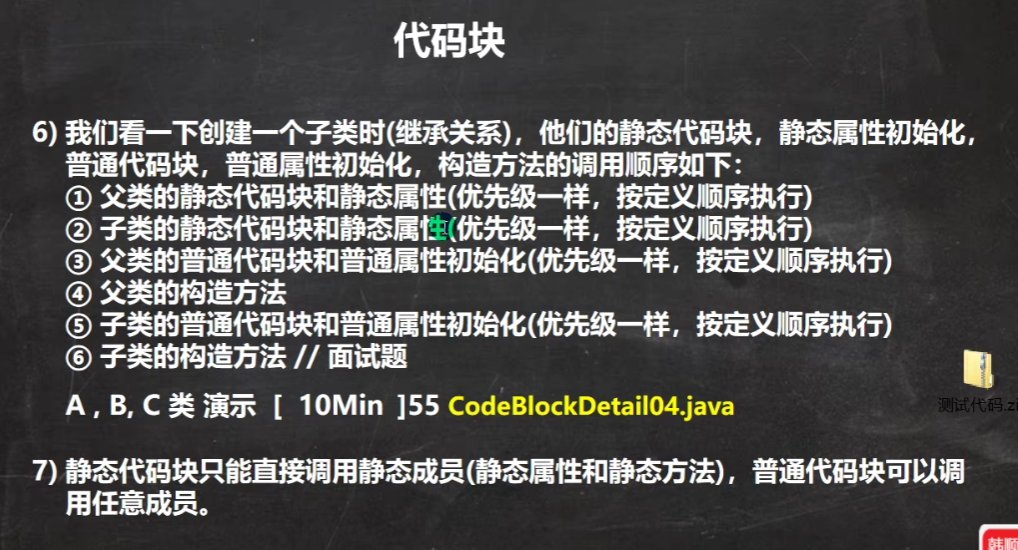 代码块
6) 我们看一下创建一个子类时(继承关系)，他们的静态代码块，静态属性初始化，
普通代码块，普通属性初始化，构造方法的调用顺序如下：
① 父类的静态代码块和静态属性(优先级一样，按定义顺序执行)
② 子类的静态代码块和静态属性(优先级一样，按定义顺序执行)
③ 父类的普通代码块和普通属性初始化(优先级一样，按定义顺序执行)
④ 父类的构造方法
⑤ 子类的普通代码块和普通属性初始化(优先级一样，按定义顺序执行)
⑥ 子类的构造方法 // 面试题
A , B, C 类 演示 [ 10Min ]55 CodeBlockDetail04.java
测试代码.zi
7) 静态代码块只能直接调用静态成员(静态属性和静态方法)，普通代码块可以调
用任意成员。
韩顺